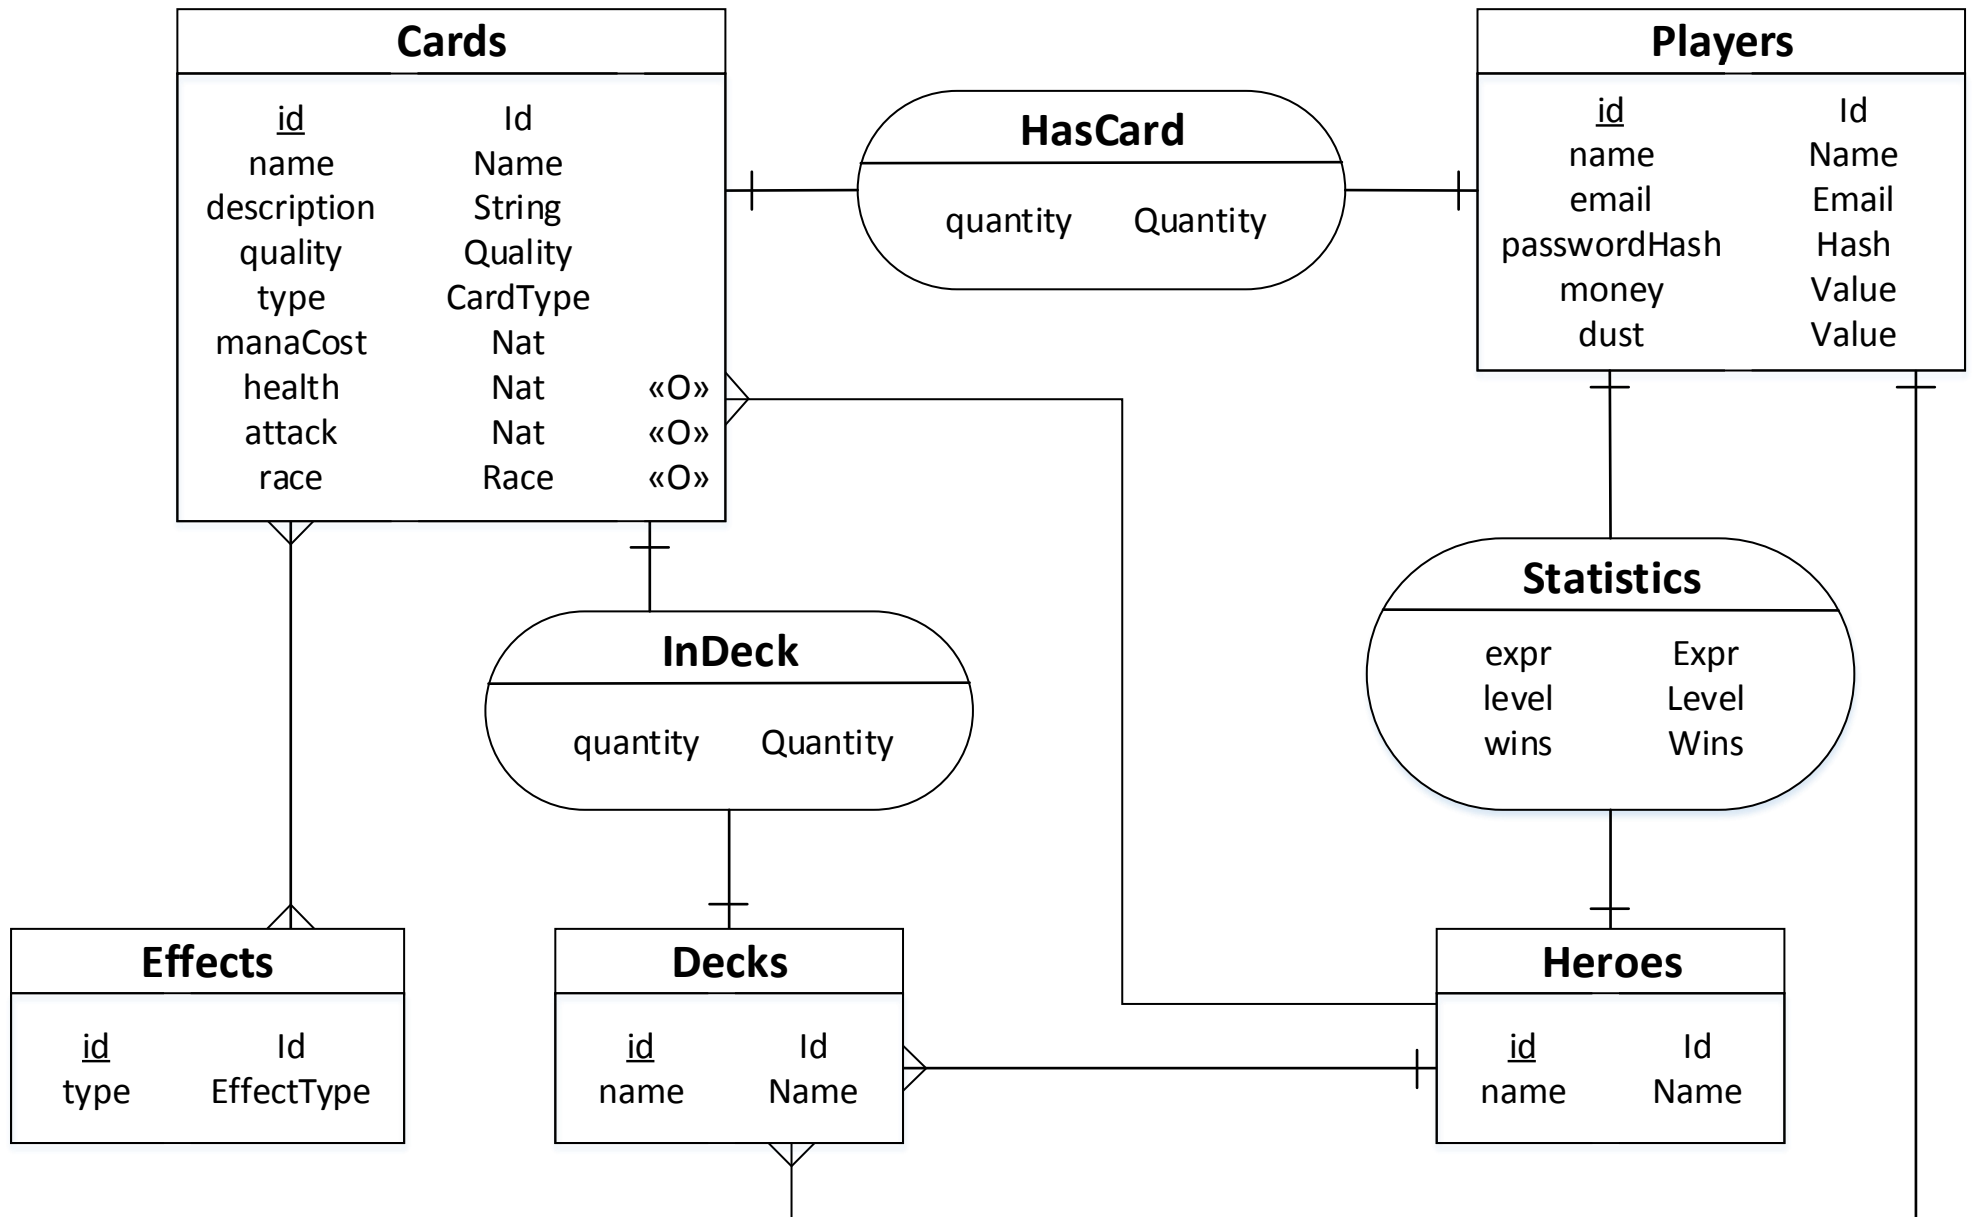 Cards
id Id
name Name
description String
quality Quality
type CardType
manaCost Nat
health Nat «O»
attack Nat «O»
race Race «O»
HasCard
quantity Quantity
Players
id Id
name Name
email Email
passwordHash Hash
money Value
dust Value
InDeck
quantity Quantity
Statistics
expr Expr
level Level
wins Wins
Effects
id Id
type EffectType
Decks
id Id
name Name
Heroes
id Id
name Name